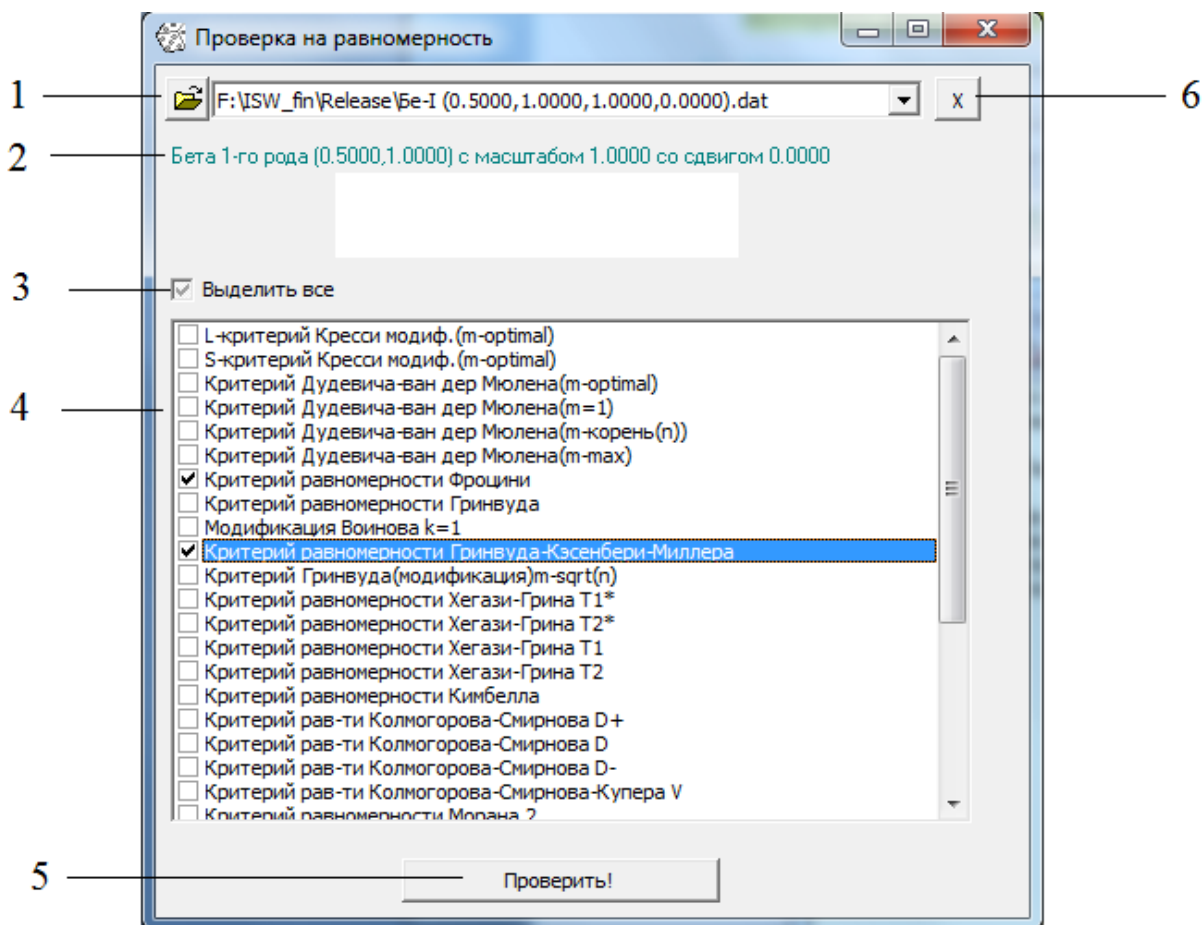 Проверка на равномерность
1
F:\ISW_fin\Release\Бе-I (0.5000,1.0000,1.0000,0.0000).dat
X
6
2
Бета 1-го рода (0.5000,1.0000) с масштабом 1.0000 со сдвигом 0.0000
3
Выделить все
L-критерий Кресси модиф.(m-optimal)
S-критерий Кресси модиф.(m-optimal)
Критерий Дудевича-ван дер Мюлена(m-optimal)
4
Критерий Дудевича-ван дер Мюлена(m=1)
Критерий Дудевича-ван дер Мюлена(m-корень(n))
Критерий Дудевича-ван дер Мюлена(m-max)
Критерий равномерности Фроцини
Критерий равномерности Гринвуда
Модификация Воинова k=1
Критерий равномерности Гринвуда-Кэсенбери-Миллера
Критерий Гринвуда(модификация)m-sqrt(n)
Критерий равномерности Хегази-Грина T1*
Критерий равномерности Хегази-Грина T2*
Критерий равномерности Хегази-Грина T1
Критерий равномерности Хегази-Грина T2
Критерий равномерности Кимбелла
Критерий рав-ти Колмогорова-Смирнова D+
Критерий рав-ти Колмогорова-Смирнова D
Критерий рав-ти Колмогорова-Смирнова D-
Критерий рав-ти Колмогорова-Смирнова-Купера V
Критерий равномерности Морана 2
5
Проверить!